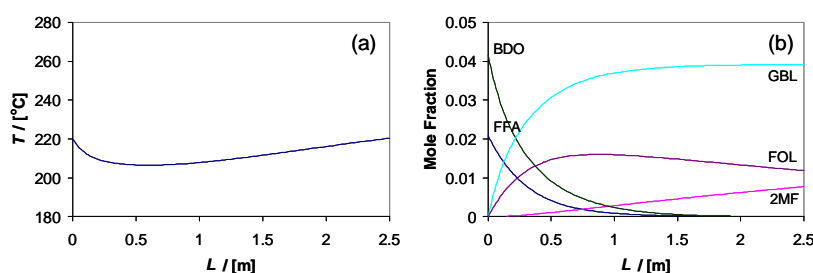 280
260
240
220
200
180
T / [°C]
(a)
0
0.5
1
1.5
2
2.5
L / [m]
0.05
0.04
0.03
0.02
0.01
0
Mole Fraction
(b)
BDO
GBL
FFA
FOL
2MF
0
0.5
1
1.5
2
2.5
L / [m]